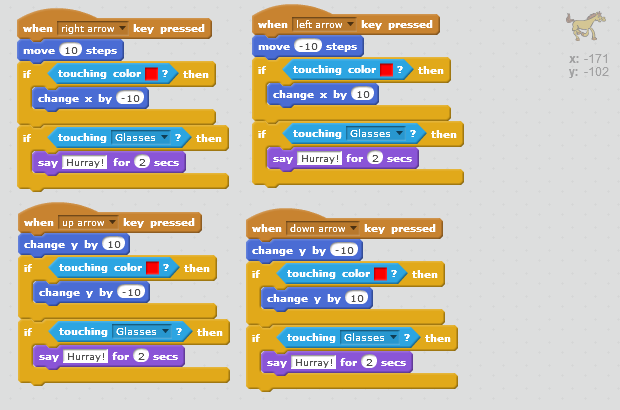 when right arrow key pressed
move 10 steps
if touching color ? then
change x by -10
if touching Glasses ? then
say Hurray! for 2 secs
when left arrow key pressed
move -10 steps
if touching color ? then
change x by 10
if touching Glasses ? then
say Hurray! for 2 secs
x: -171
y: -102
when up arrow key pressed
change y by 10
if touching color ? then
change y by -10
if touching Glasses ? then
say Hurray! for 2 secs
when down arrow key pressed
change y by -10
if touching color ? then
change y by 10
if touching Glasses ? then
say Hurray! for 2 secs